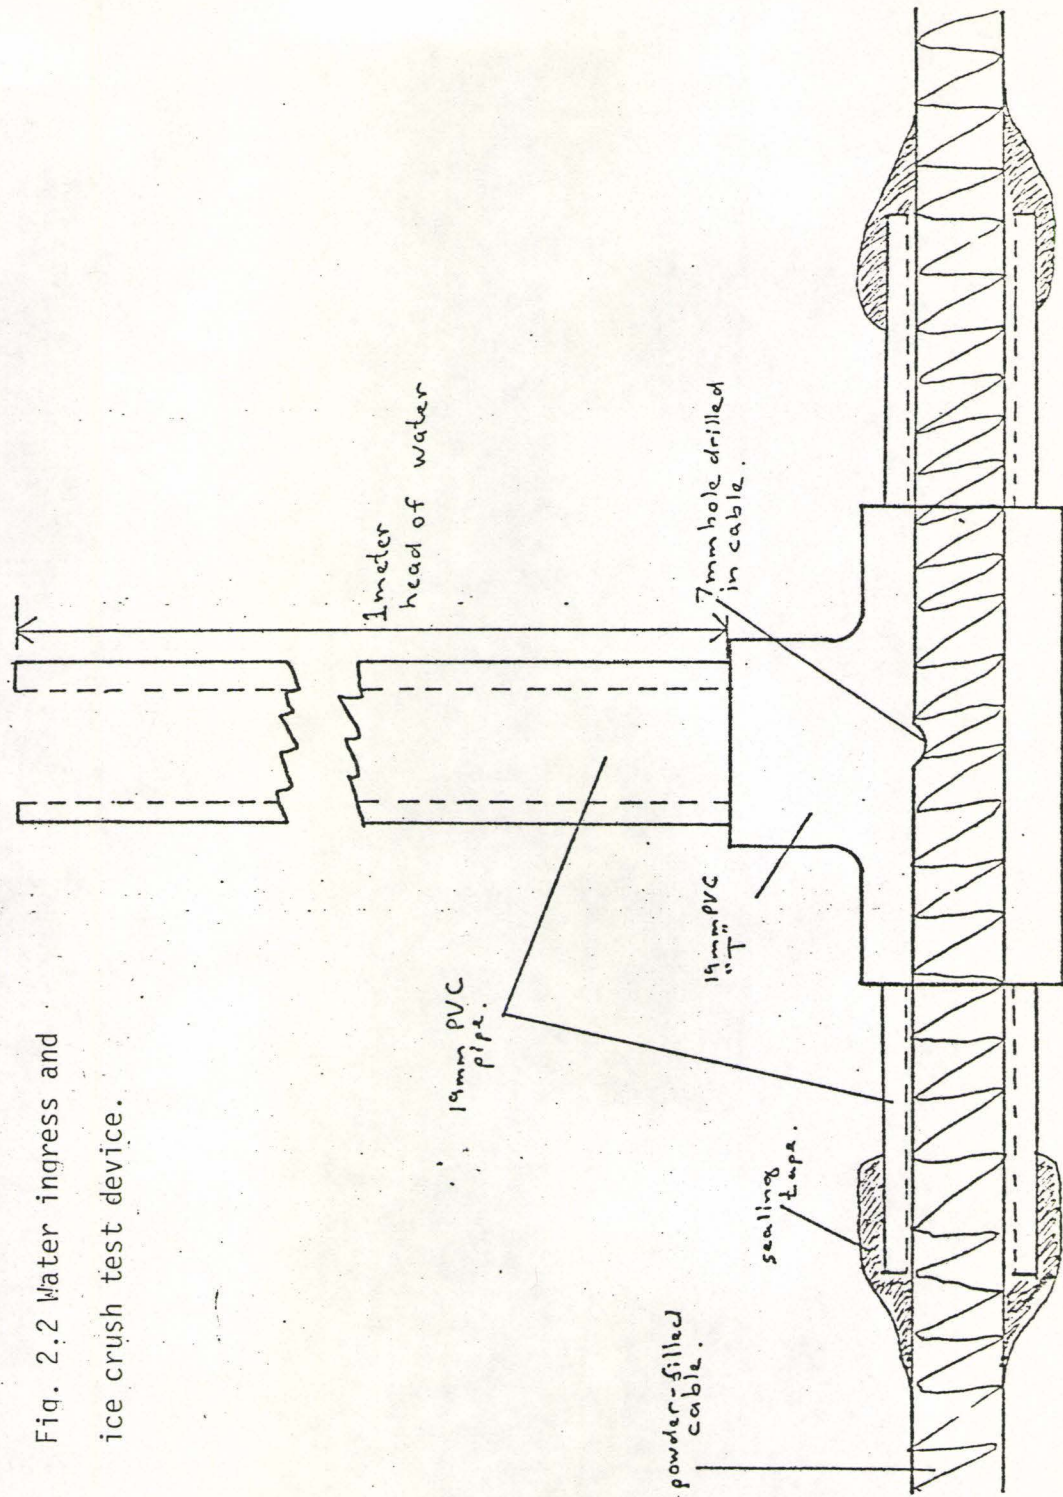 Fig. 2.2 Water ingress and
ice crush test device.
1 meter
head of water
7mm hole drilled
in cable.
19mm PVC
pipe.
19mm PVC
"T"
sealing
tape.
powder-filled
cable.